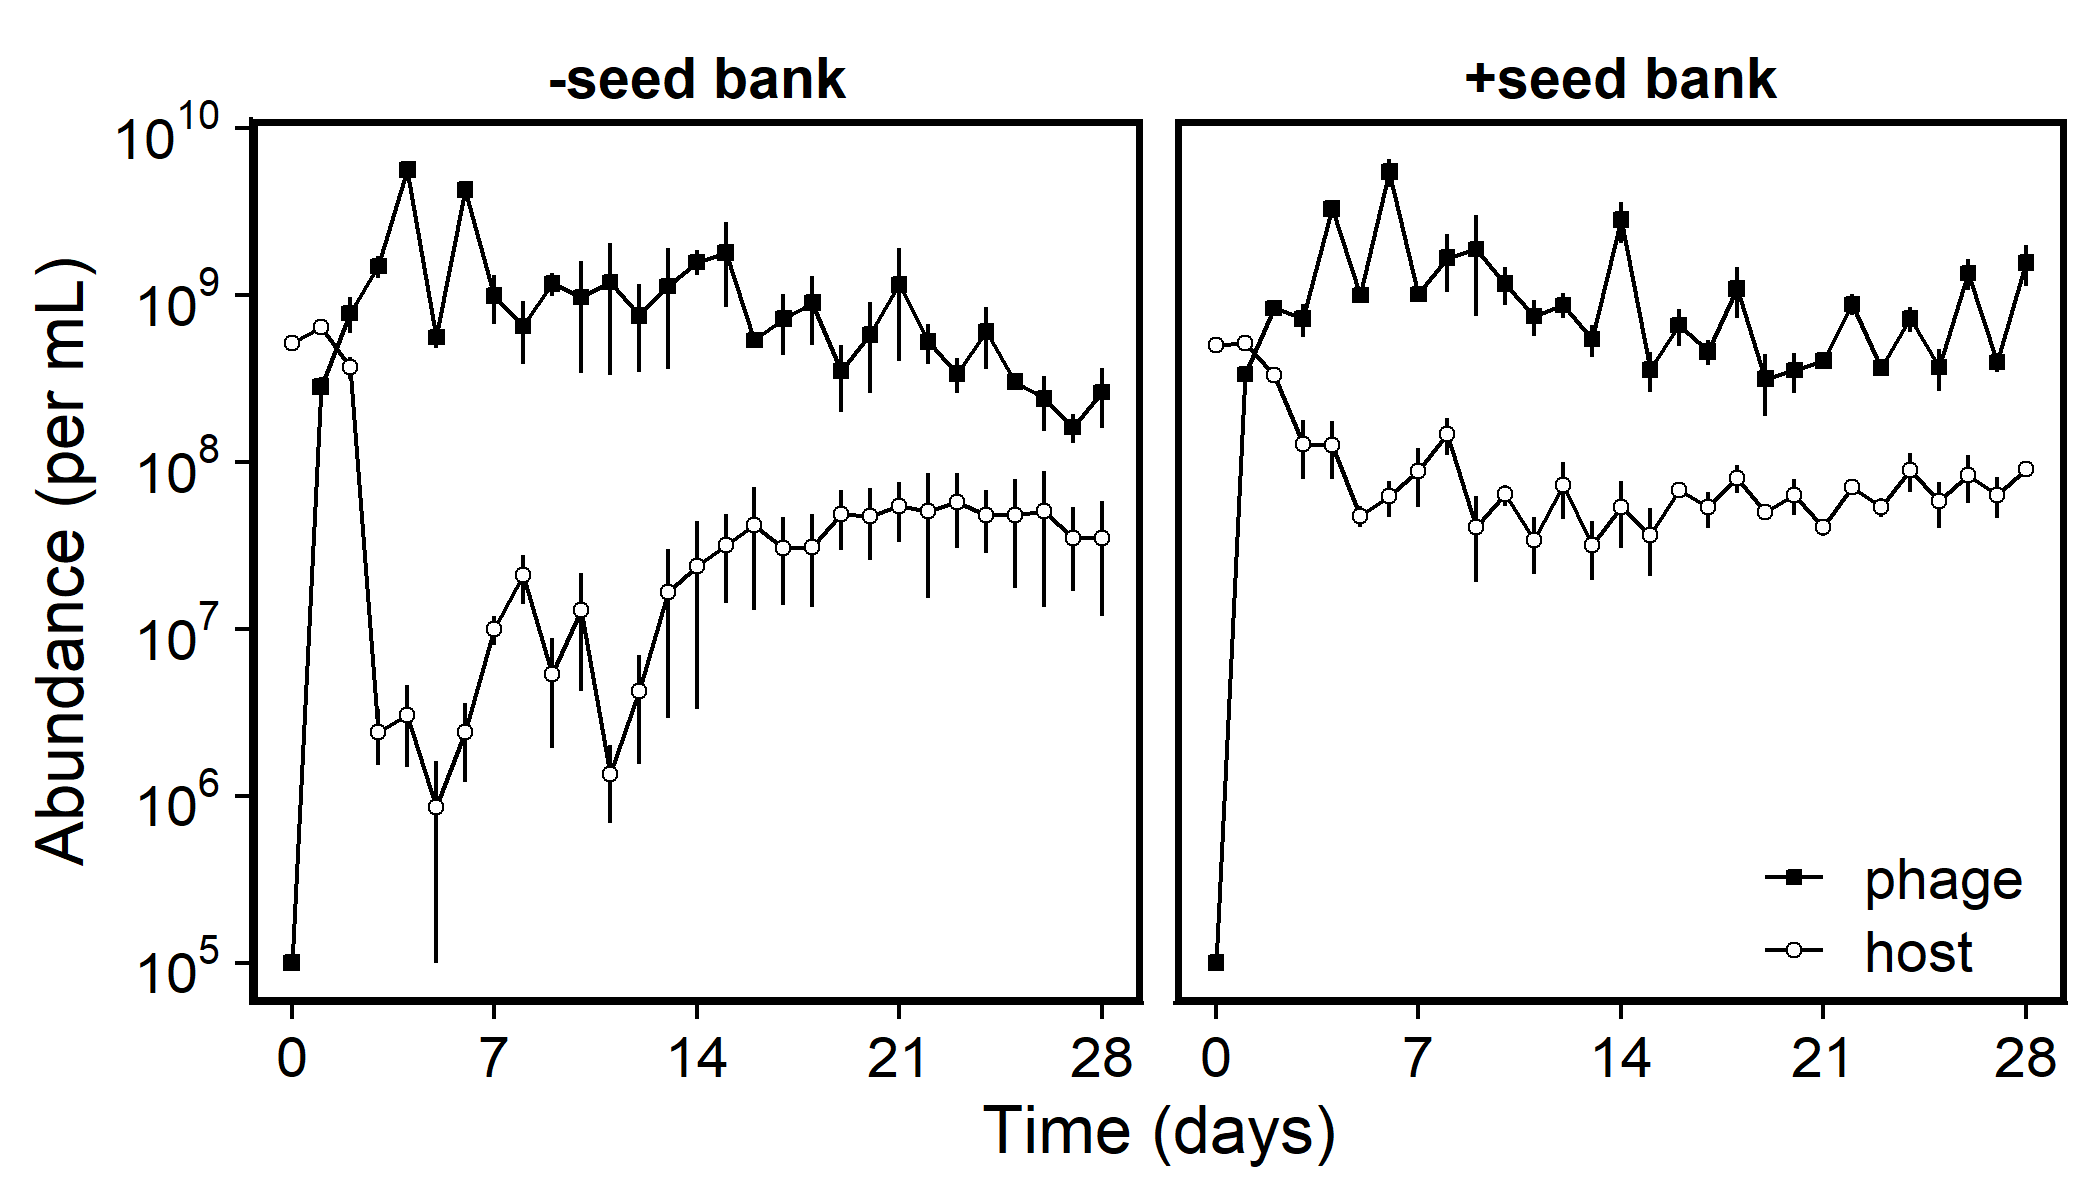 -seed bank
+seed bank
Abundance (per mL)
10^10
10^9
10^8
10^7
10^6
10^5
phage
host
0 7 14 21 28
0 7 14 21 28
Time (days)